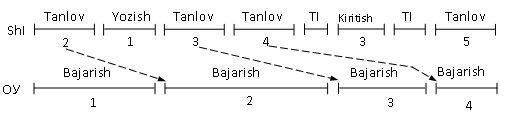 Tanlov Yozish Tanlov Tanlov TI Kiritish TI Tanlov
ShI
2 1 3 4 3 5
Bajarish Bajarish Bajarish Bajarish
ОУ
1 2 3 4